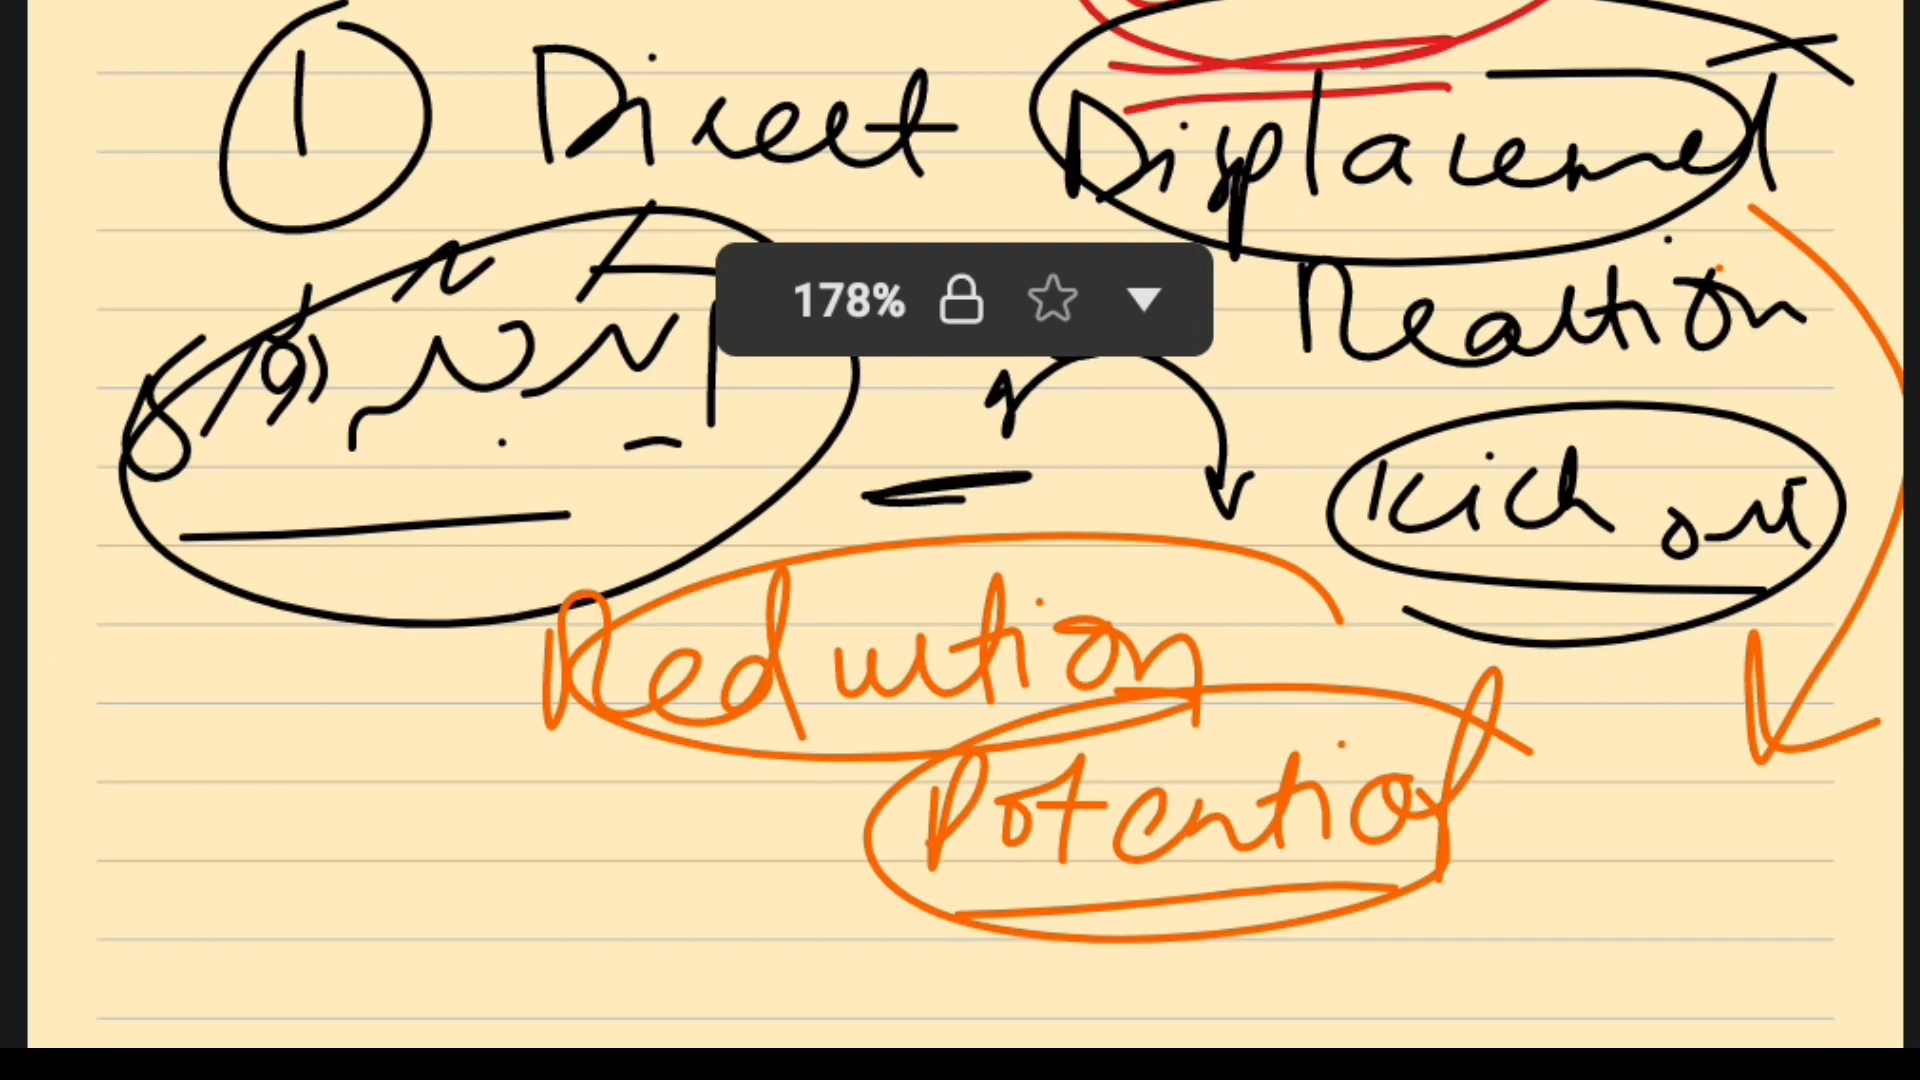 1 Direct Displacement
178%
Reaction
Kick out
Reduction
Potential